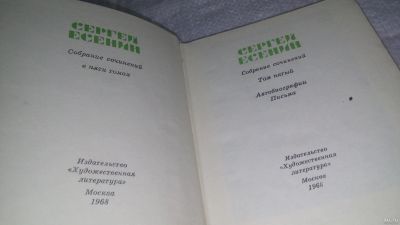 СЕРГЕЙ
ЕСЕНИН
Собрание сочинений
в пяти томах
Издательство
«Художественная
литература»
Москва
1968
СЕРГЕЙ
ЕСЕНИН
Собрание сочинений
Том пятый
Автобиографии
Письма
Издательство
«Художественная
литература»
Москва
1968